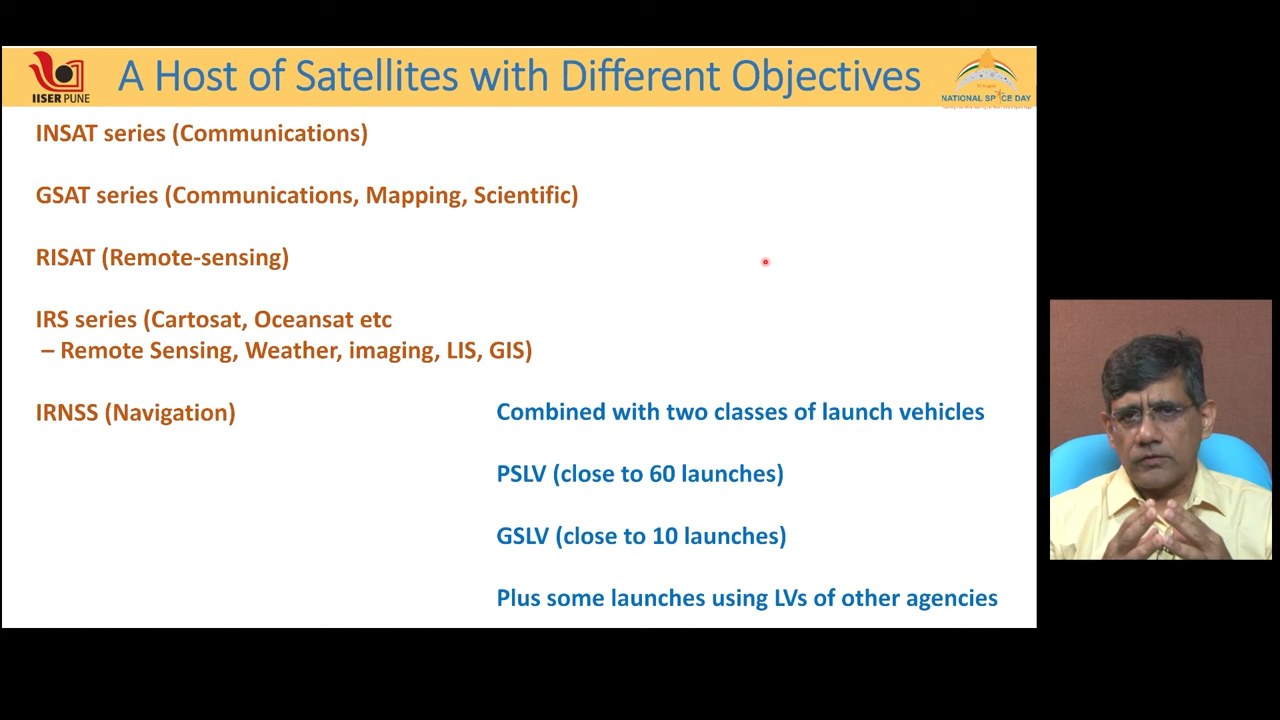 IISER PUNE
A Host of Satellites with Different Objectives
NATIONAL SPACE DAY
INSAT series (Communications)
GSAT series (Communications, Mapping, Scientific)
RISAT (Remote-sensing)
IRS series (Cartosat, Oceansat etc
– Remote Sensing, Weather, imaging, LIS, GIS)
IRNSS (Navigation)
Combined with two classes of launch vehicles
PSLV (close to 60 launches)
GSLV (close to 10 launches)
Plus some launches using LVs of other agencies